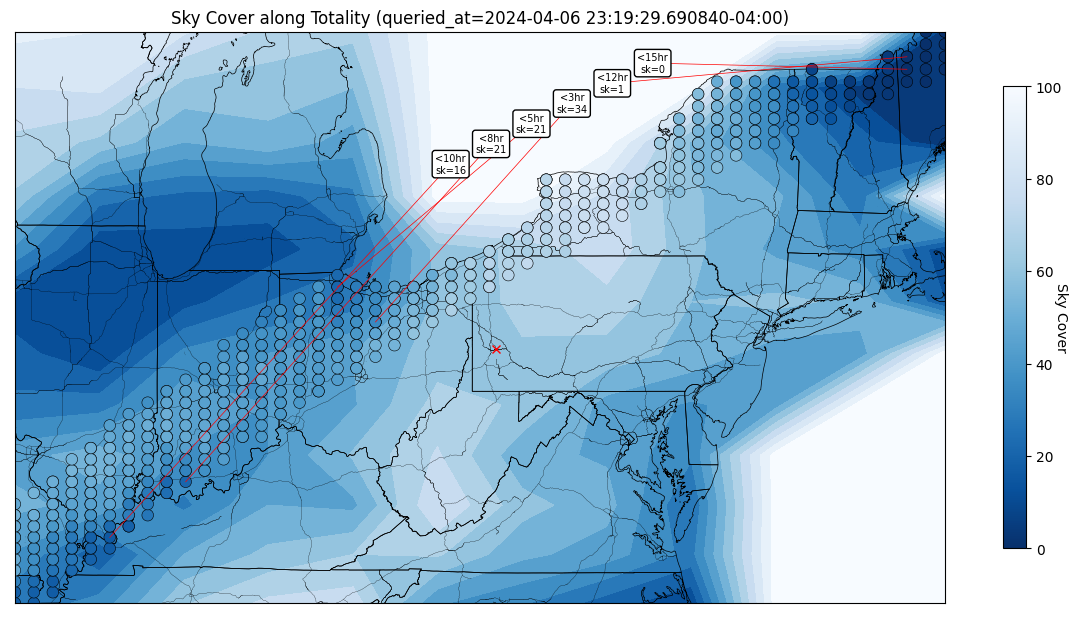 Sky Cover along Totality (queried_at=2024-04-06 23:19:29.690840-04:00)
<15hr
sk=0
<12hr
sk=1
<3hr
sk=34
<5hr
sk=21
<8hr
sk=21
<10hr
sk=16
100
80
60
40
20
0
Sky Cover